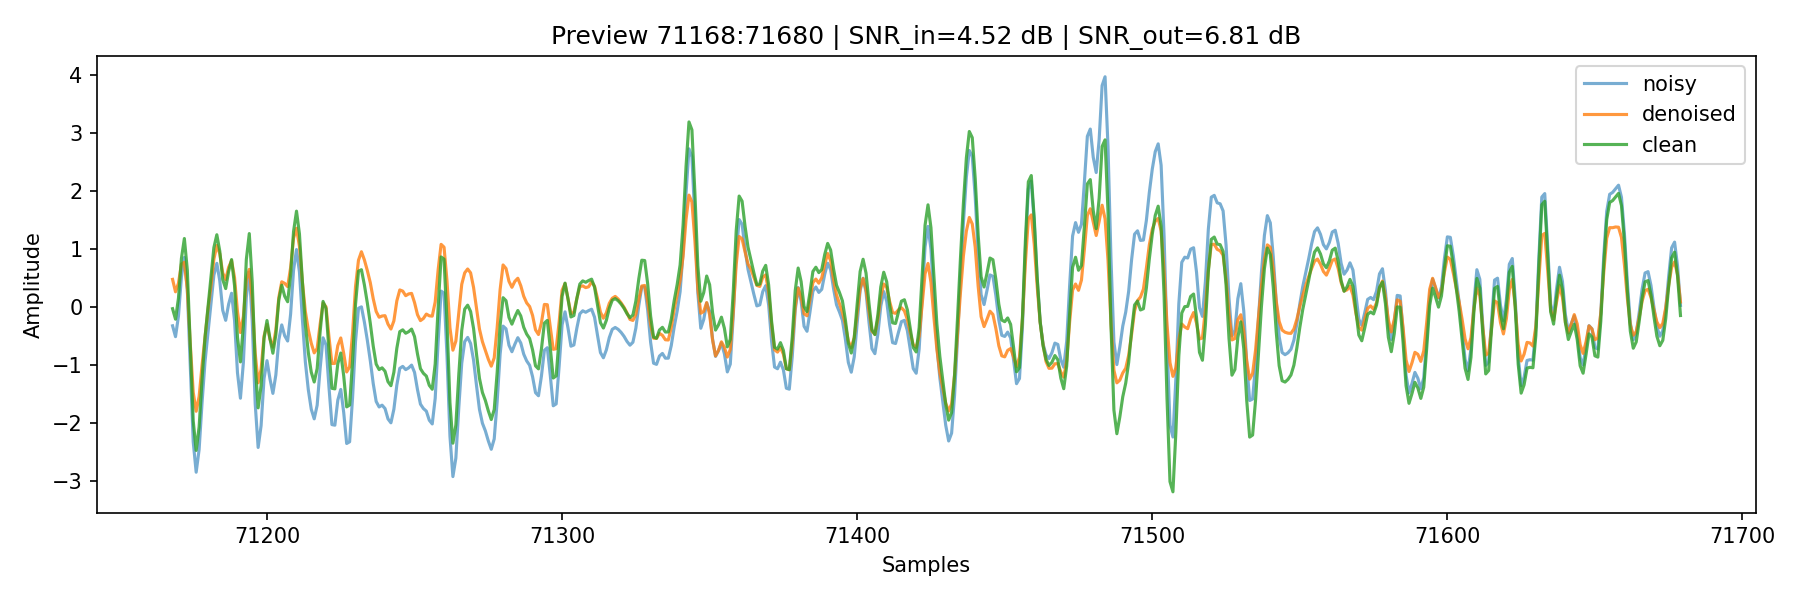 Preview 71168:71680 | SNR_in=4.52 dB | SNR_out=6.81 dB
noisy
denoised
clean
Amplitude
4
3
2
1
0
−1
−2
−3
71200 71300 71400 71500 71600 71700
Samples